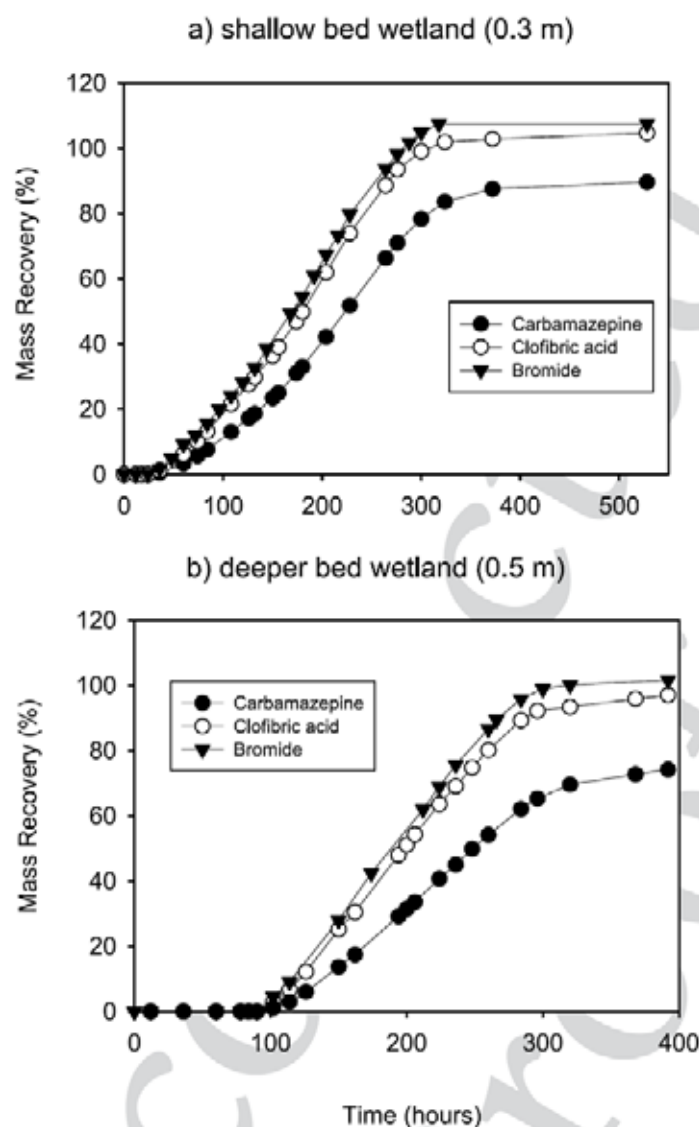 a) shallow bed wetland (0.3 m)
120
100
80
60
40
20
0
Mass Recovery (%)
Carbamazepine
Clofibric acid
Bromide
0 100 200 300 400 500
b) deeper bed wetland (0.5 m)
120
100
80
60
40
20
0
Mass Recovery (%)
Carbamazepine
Clofibric acid
Bromide
0 100 200 300 400
Time (hours)